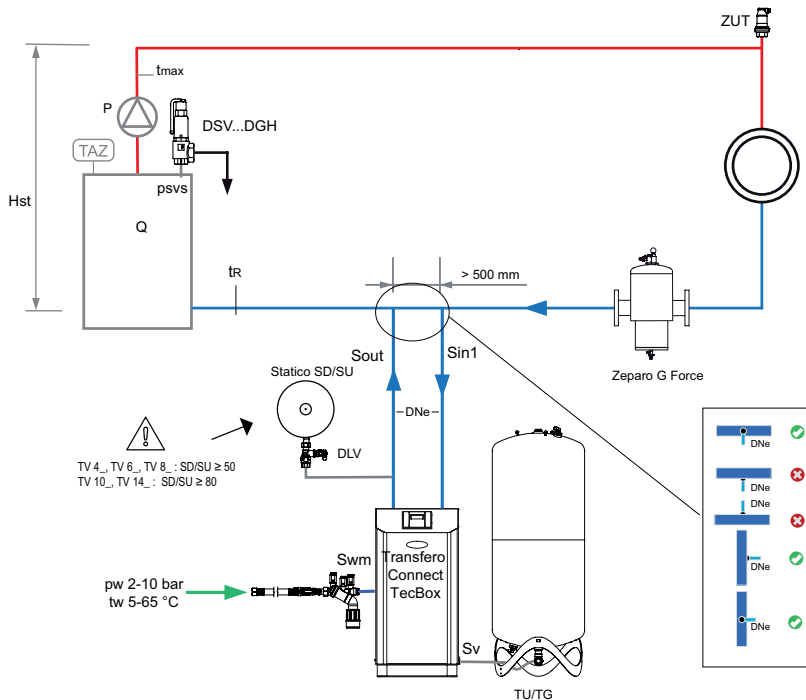 ZUT
tmax
P
DSV...DGH
TAZ
psvs
Hst
Q
tR
> 500 mm
Sout
Sin1
Zeparo G Force
Statico SD/SU
DNe
DLV
TV 4_, TV 6_, TV 8_ : SD/SU ≥ 50
TV 10_, TV 14_ : SD/SU ≥ 80
DNe
DNe
DNe
DNe
DNe
Swm
Transfero
Connect
TecBox
pw 2-10 bar
tw 5-65 °C
Sv
TU/TG